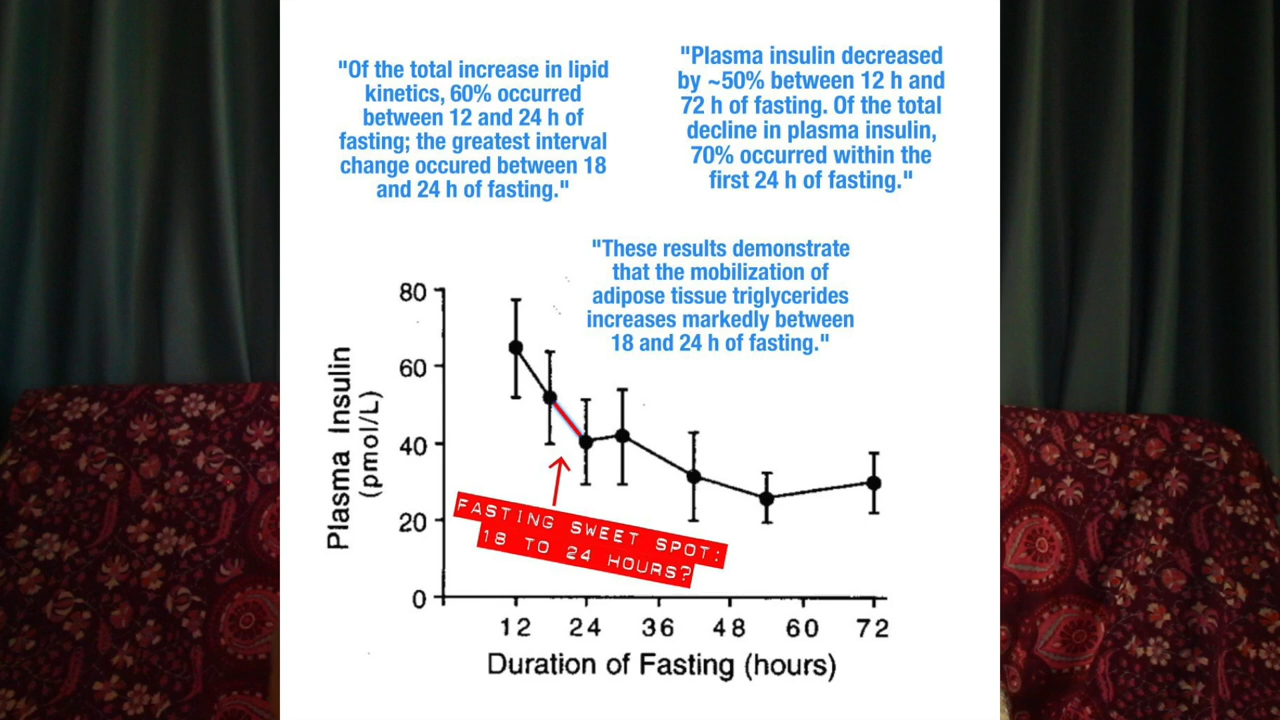 "Of the total increase in lipid
kinetics, 60% occurred
between 12 and 24 h of
fasting; the greatest interval
change occured between 18
and 24 h of fasting."
"Plasma insulin decreased
by ~50% between 12 h and
72 h of fasting. Of the total
decline in plasma insulin,
70% occurred within the
first 24 h of fasting."
"These results demonstrate
that the mobilization of
adipose tissue triglycerides
increases markedly between
18 and 24 h of fasting."
Plasma Insulin
(pmol/L)
80
60
40
20
0
FASTING SWEET SPOT:
18 TO 24 HOURS?
12 24 36 48 60 72
Duration of Fasting (hours)